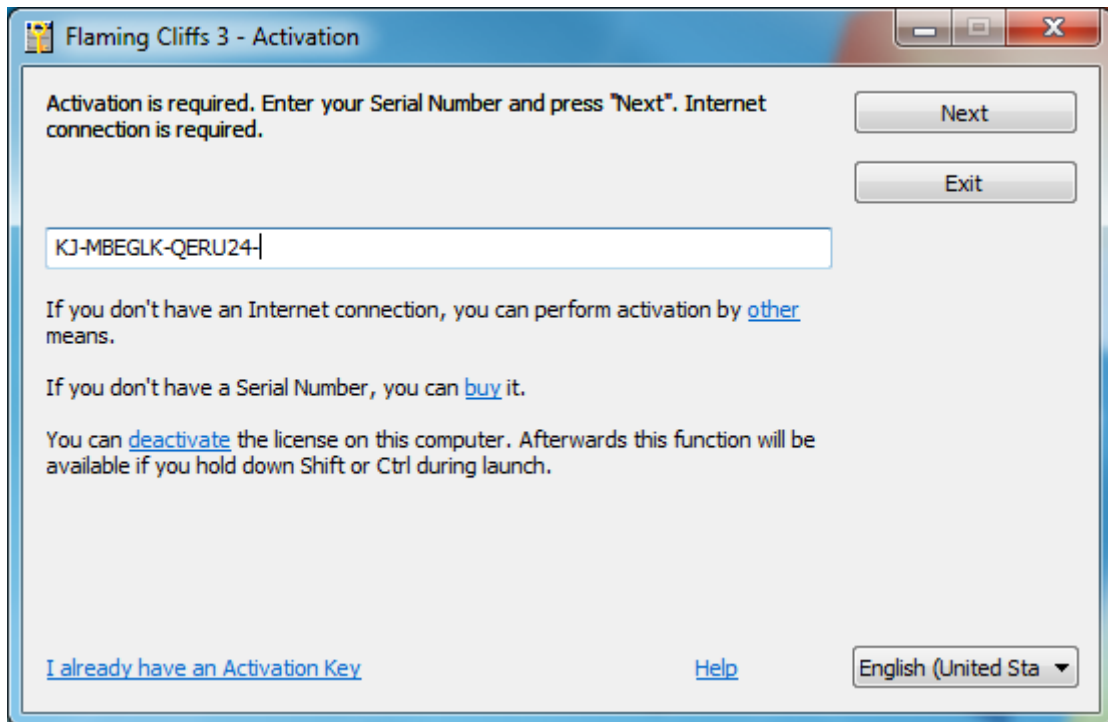 Flaming Cliffs 3 - Activation
Activation is required. Enter your Serial Number and press "Next". Internet
connection is required.
Next
Exit
KJ-MBEGLK-QERU24-
If you don't have an Internet connection, you can perform activation by other
means.
If you don't have a Serial Number, you can buy it.
You can deactivate the license on this computer. Afterwards this function will be
available if you hold down Shift or Ctrl during launch.
I already have an Activation Key
Help
English (United Sta